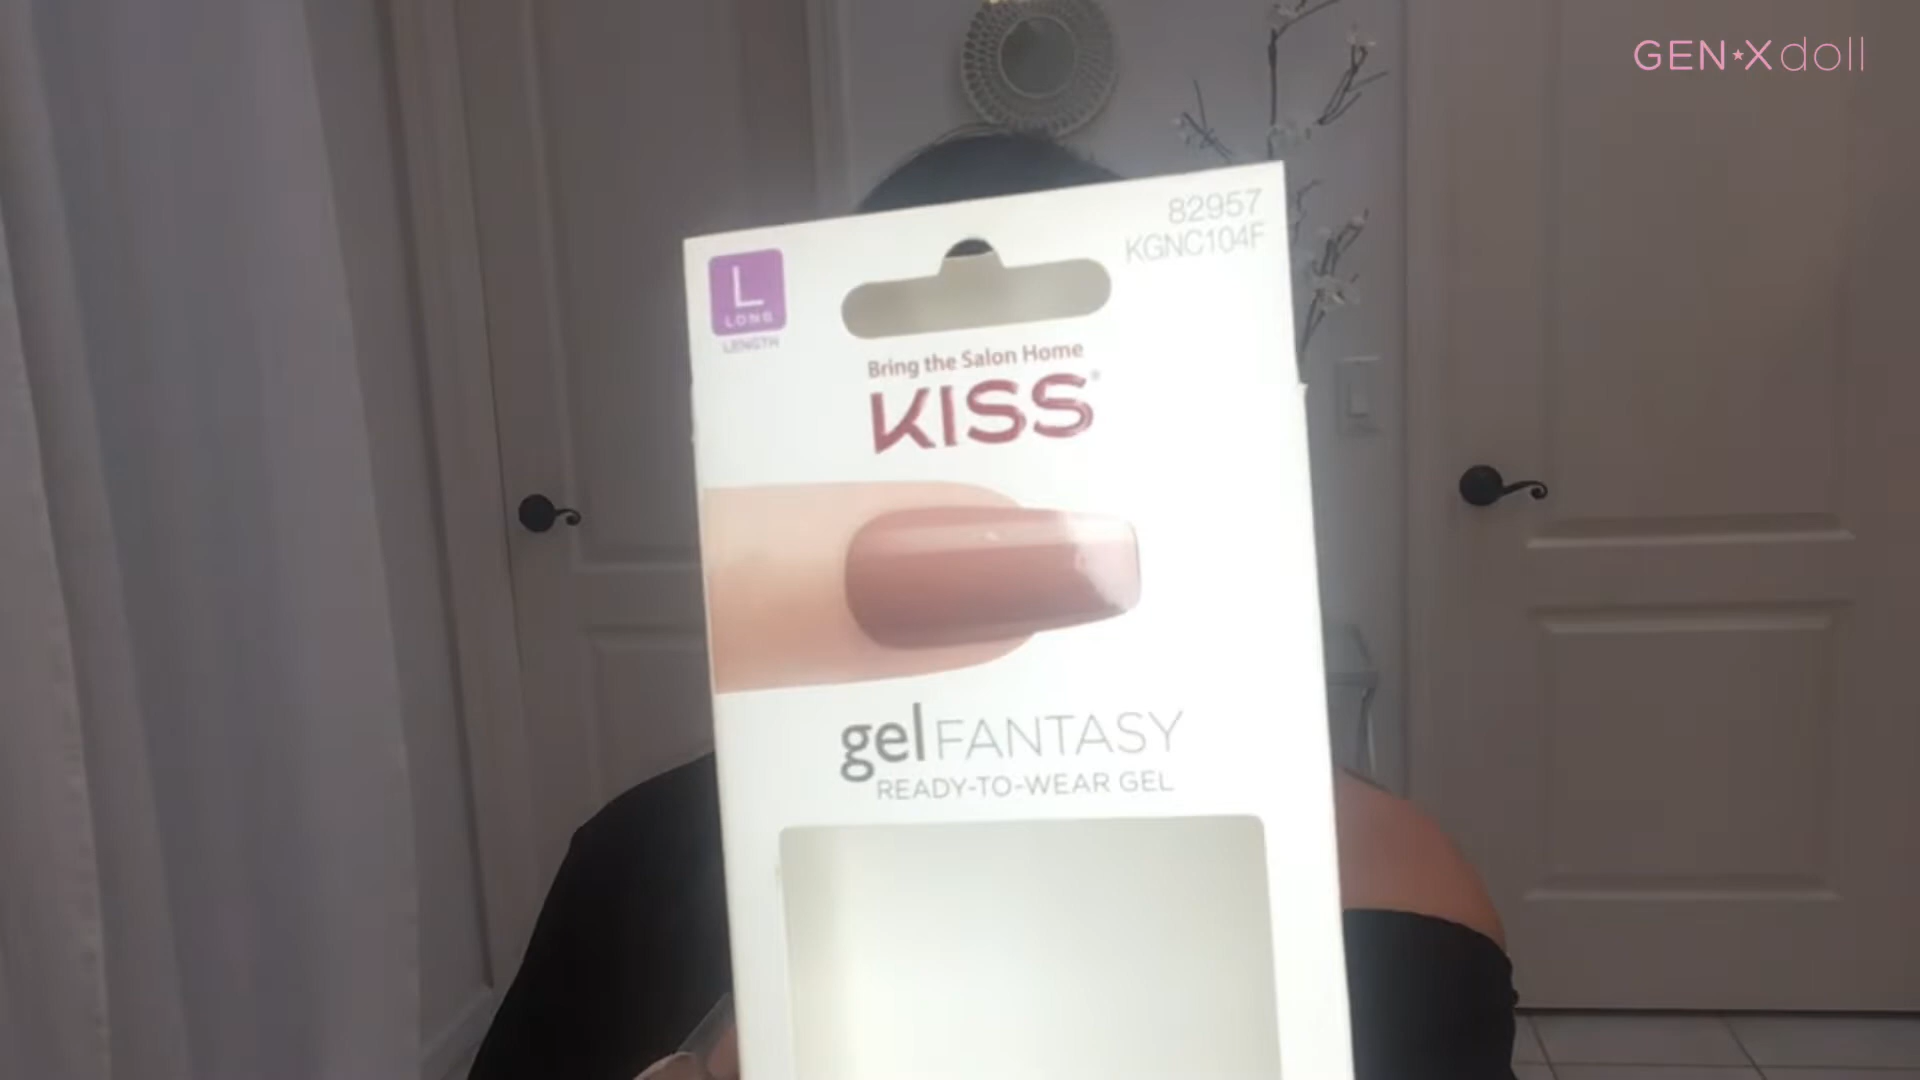 GEN★Xdoll
82957
KGNC104F
L
LONG
LENGTH
Bring the Salon Home
KISS®
gel FANTASY
READY-TO-WEAR GEL